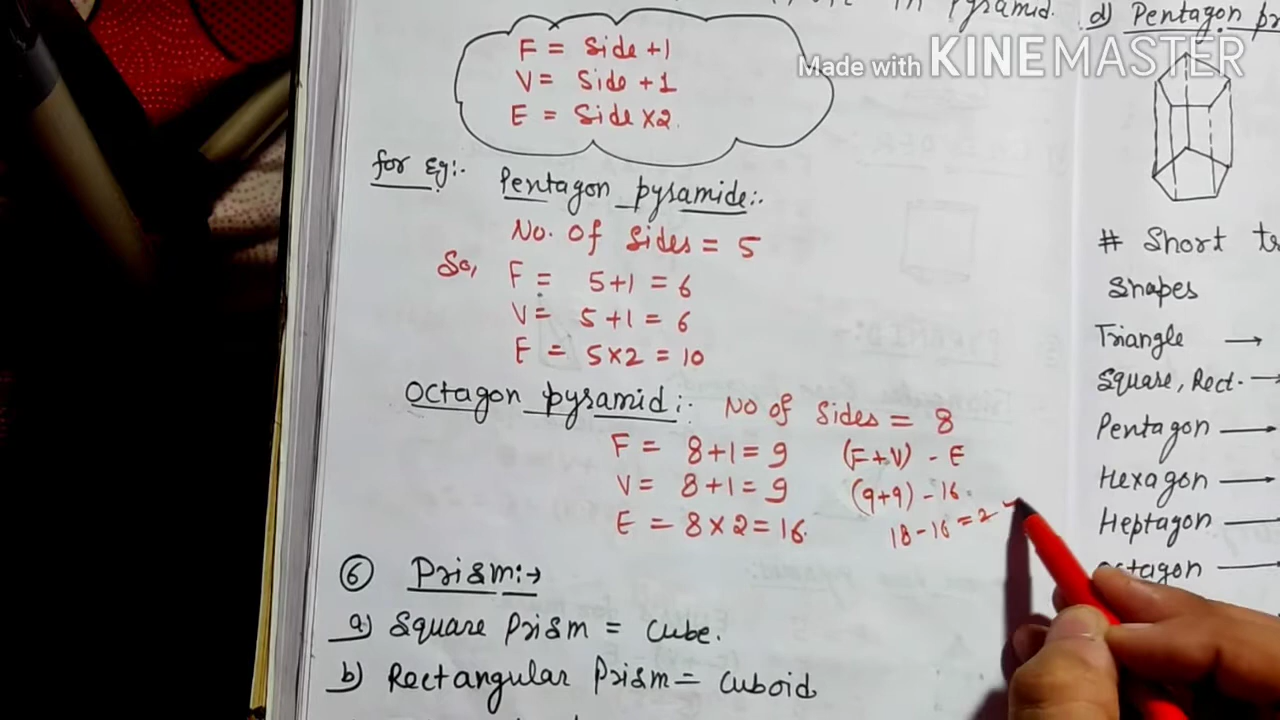 in Pyramid.
F = Side +1
V = Side +1
E = Side ×2.
for Eg:-
Pentagon pyramide:-
No. of Sides = 5
So, F = 5+1 = 6
V = 5+1 = 6
E = 5×2 = 10
Octagon pyramid:- No of Sides = 8
F = 8+1 = 9 (F+V) - E
V = 8+1 = 9 (9+9) - 16.
E = 8×2 = 16. 18-16 = 2
⑥ Prism:→
a) Square Prism = Cube.
b) Rectangular Prism = Cuboid
d) Pentagon pr
Made with KINEMASTER
# Short
Shapes
Triangle →
Square, Rect. →
Pentagon →
Hexagon →
Heptagon
octagon →